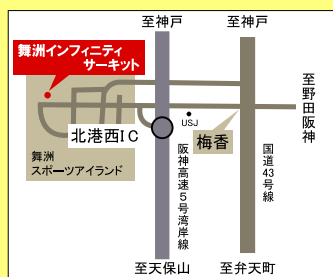 至神戸
至神戸
舞洲インフィニティ
サーキット
至野田阪神
北港西IC
USJ
梅香
舞洲
スポーツアイランド
阪神高速5号湾岸線
国道43号線
至天保山
至弁天町